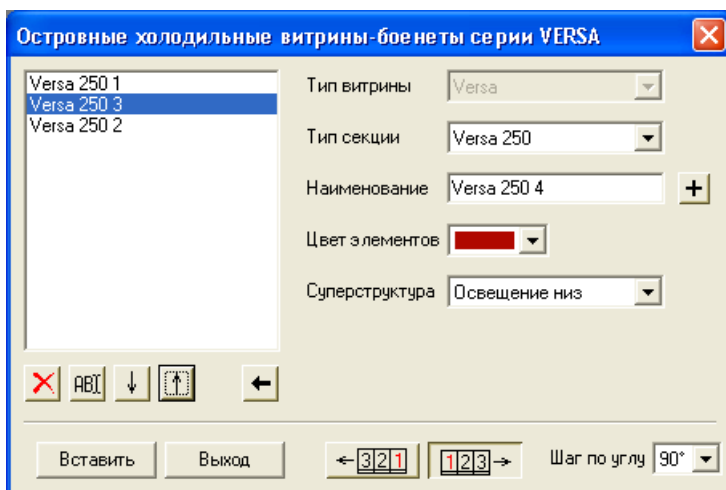 Островные холодильные витрины-боенеты серии VERSA
Versa 250 1
Versa 250 3
Versa 250 2
Тип витрины
Versa
Тип секции
Versa 250
Наименование
Versa 250 4
+
Цвет элементов
Суперструктура
Освещение низ
ABI
Вставить
Выход
←321
123→
Шаг по углу
90°